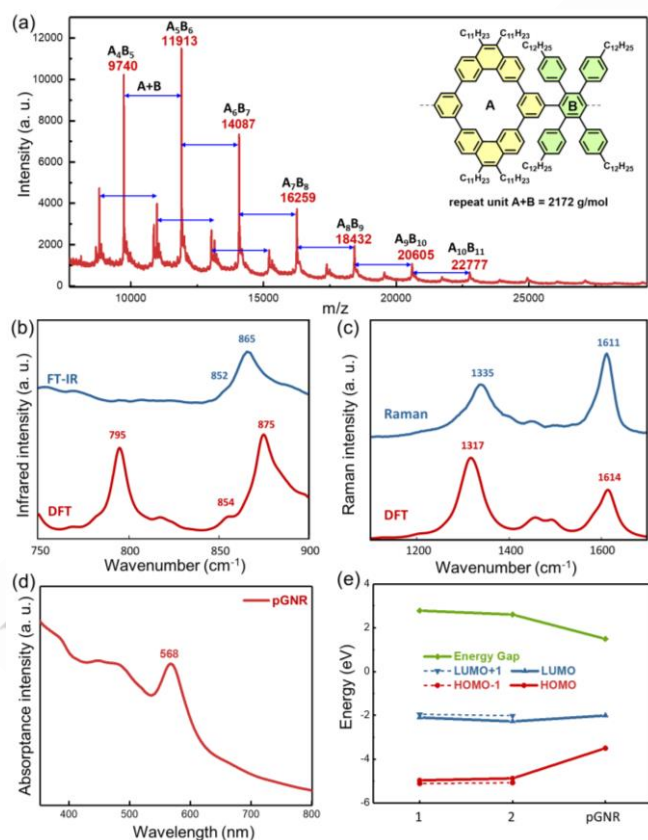 (a)
12000
10000
8000
6000
4000
2000
0
Intensity (a. u.)
A₄B₅
9740
A+B
A₅B₆
11913
A₆B₇
14087
A₇B₈
16259
A₈B₉
18432
A₉B₁₀
20605
A₁₀B₁₁
22777
C₁₁H₂₃ C₁₁H₂₃
C₁₂H₂₅ C₁₂H₂₅
A B
C₁₁H₂₃ C₁₁H₂₃
C₁₂H₂₅ C₁₂H₂₅
repeat unit A+B = 2172 g/mol
10000 15000 20000 25000
m/z
(b)
Infrared intensity (a. u.)
FT-IR
852
865
795
875
854
DFT
750 800 850 900
Wavenumber (cm⁻¹)
(c)
Raman intensity (a. u.)
1335
1611
Raman
1317
1614
DFT
1200 1400 1600
Wavenumber (cm⁻¹)
(d)
Absorptance intensity (a. u.)
pGNR
568
400 500 600 700 800
Wavelength (nm)
(e)
4
2
0
-2
-4
-6
Energy (eV)
Energy Gap
LUMO+1 LUMO
HOMO-1 HOMO
1 2 pGNR